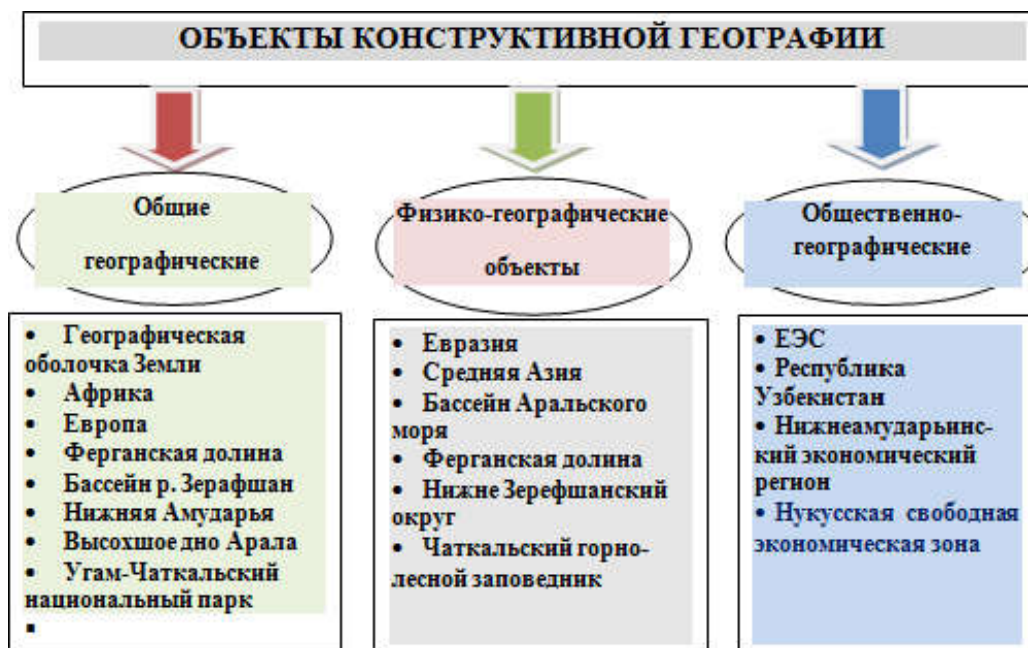 ОБЪЕКТЫ КОНСТРУКТИВНОЙ ГЕОГРАФИИ
Общие
географические
• Географическая
оболочка Земли
• Африка
• Европа
• Ферганская долина
• Бассейн р. Зерафшан
• Нижняя Амударья
• Высохшое дно Арала
• Угам-Чаткальский
национальный парк
▪
Физико-географические
объекты
• Евразия
• Средняя Азия
• Бассейн Аральского
моря
• Ферганская долина
• Нижне Зерефшанский
округ
• Чаткальский горно-
лесной заповедник
Общественно-
географические
• ЕЭС
• Республика
Узбекистан
• Нижнеамударьинс-
кий экономический
регион
• Нукусская свободная
экономическая зона